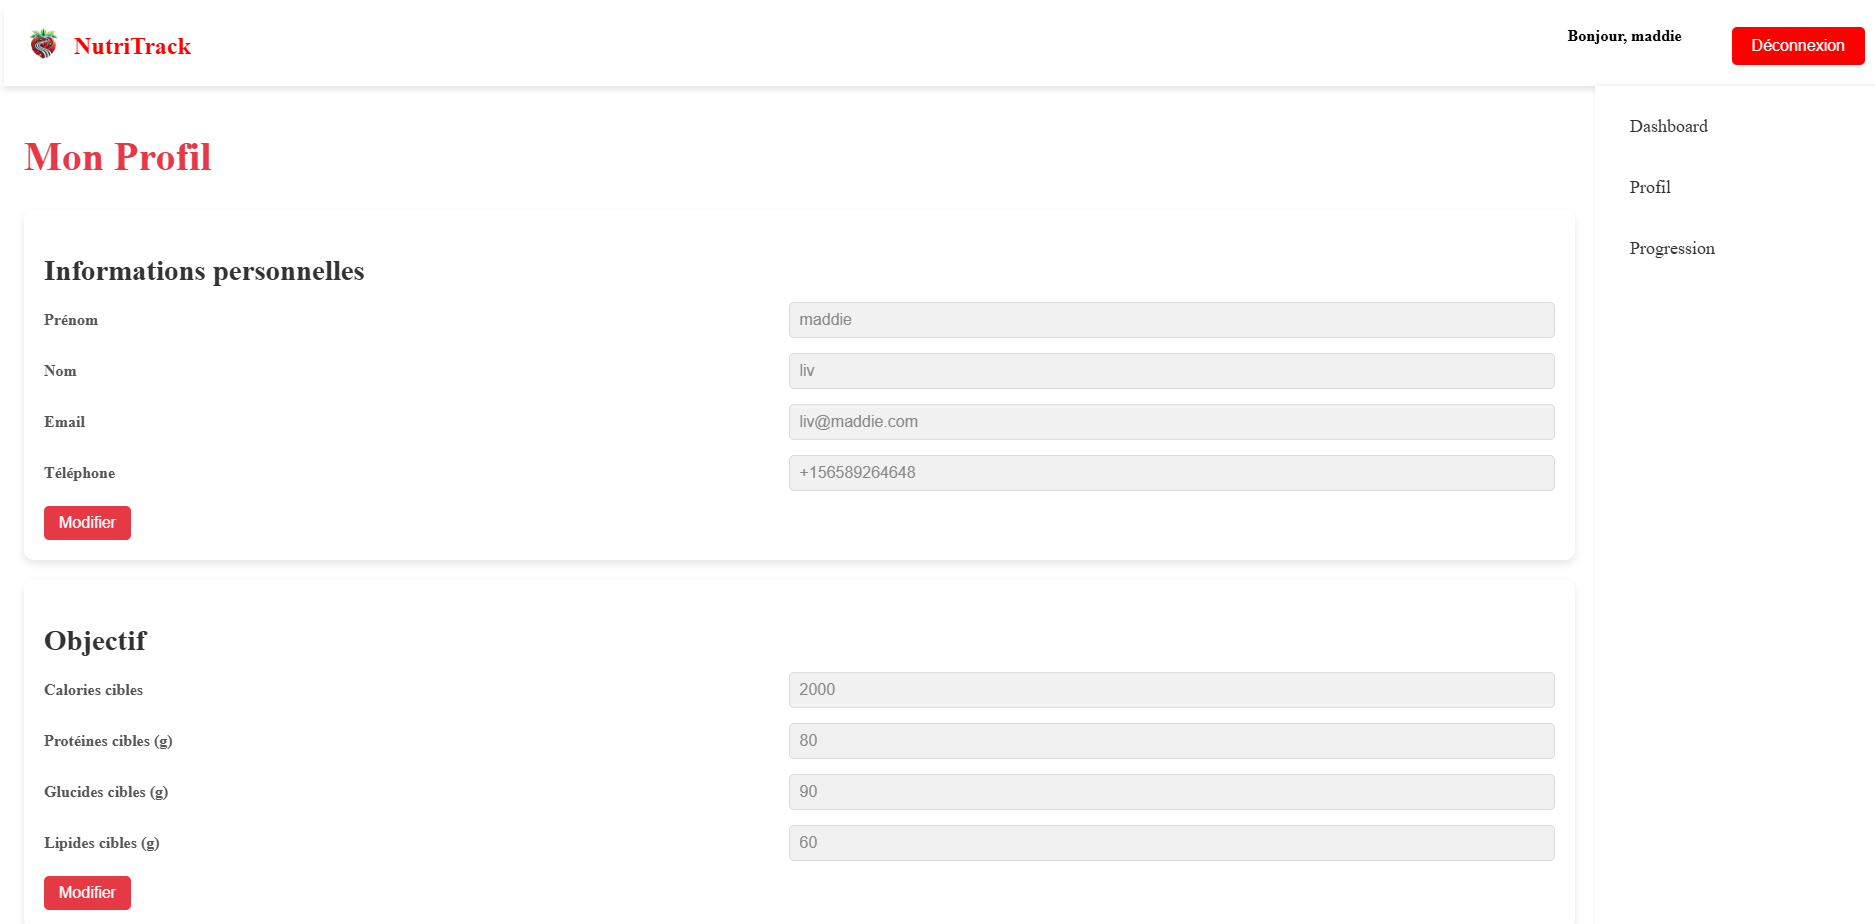 NutriTrack
Bonjour, maddie
Déconnexion
Dashboard
Profil
Progression
Mon Profil
Informations personnelles
Prénom
maddie
Nom
liv
Email
liv@maddie.com
Téléphone
+156589264648
Modifier
Objectif
Calories cibles
2000
Protéines cibles (g)
80
Glucides cibles (g)
90
Lipides cibles (g)
60
Modifier